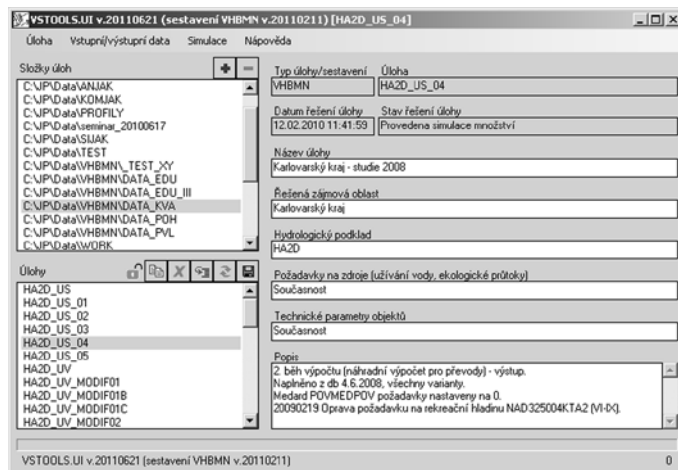 VSTOOLS.UI v.20110621 (sestavení VHBMN v.20110211) [HA2D_US_04]
Úloha Vstupní/výstupní data Simulace Nápověda
Složky úloh
C:\JP\Data\ANJAK
C:\JP\Data\KOMJAK
C:\JP\Data\PROFILY
C:\JP\Data\seminar_20100617
C:\JP\Data\SIJAK
C:\JP\Data\TEST
C:\JP\Data\VHBMN\_TEST_XY
C:\JP\Data\VHBMN\DATA_EDU
C:\JP\Data\VHBMN\DATA_EDU_III
C:\JP\Data\VHBMN\DATA_KVA
C:\JP\Data\VHBMN\DATA_POH
C:\JP\Data\VHBMN\DATA_PVL
C:\JP\Data\WORK
Úlohy
HA2D_US
HA2D_US_01
HA2D_US_02
HA2D_US_03
HA2D_US_04
HA2D_US_05
HA2D_UV
HA2D_UV_MODIF01
HA2D_UV_MODIF01B
HA2D_UV_MODIF01C
HA2D_UV_MODIF02
Typ úlohy/sestavení Úloha
VHBMN HA2D_US_04
Datum řešení úlohy Stav řešení úlohy
12.02.2010 11:41:59 Provedena simulace množství
Název úlohy
Karlovarský kraj - studie 2008
Řešená zájmová oblast
Karlovarský kraj
Hydrologický podklad
HA2D
Požadavky na zdroje (užívání vody, ekologické průtoky)
Současnost
Technické parametry objektů
Současnost
Popis
2. běh výpočtu (náhradní výpočet pro převody) - výstup.
Naplněno z db 4.6.2008, všechny varianty.
Medard POVMEDPOV požadavky nastaveny na 0.
20090219 Oprava požadavku na rekreační hladinu NAD325004KTA2 (VI-IX).
VSTOOLS.UI v.20110621 (sestavení VHBMN v.20110211) 0